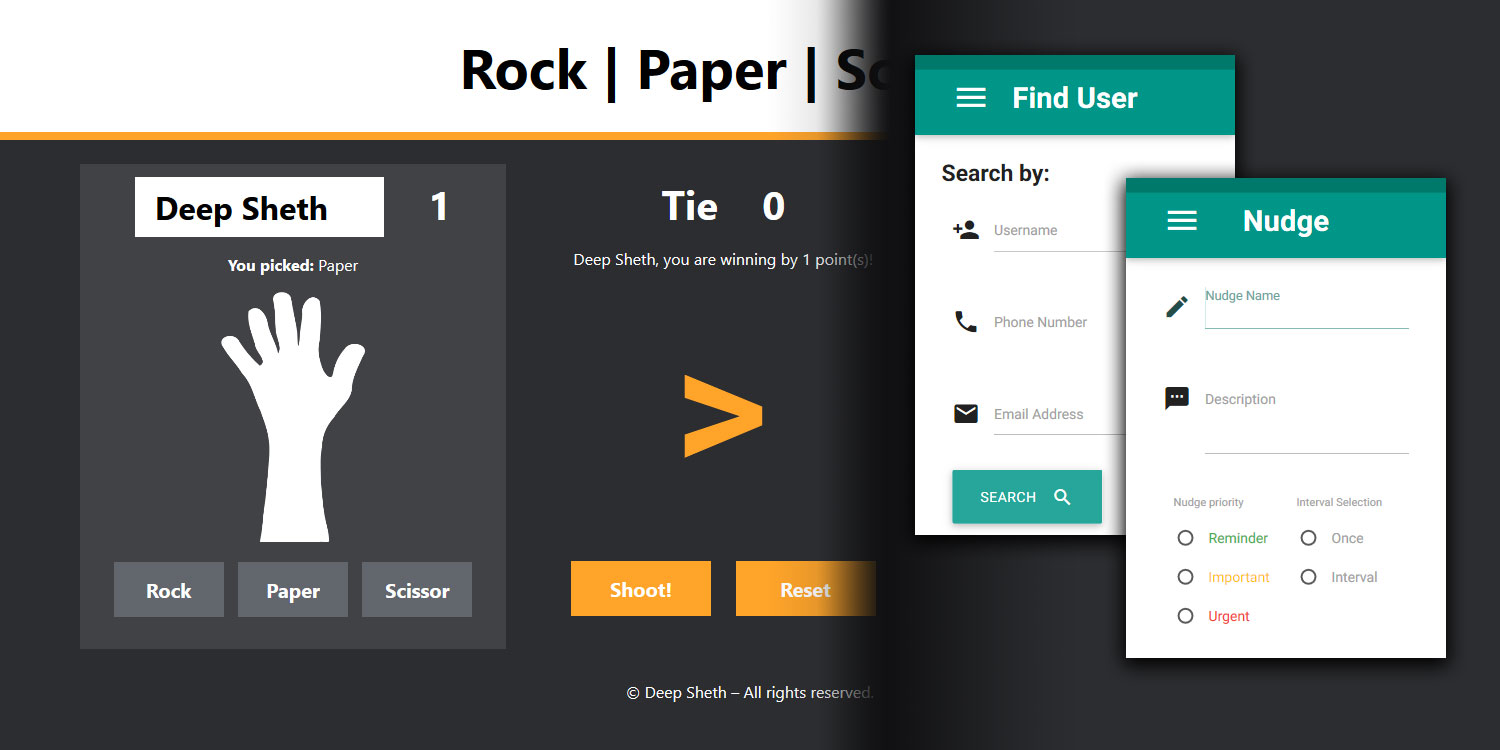 Rock | Paper | Sc
Deep Sheth 1
You picked: Paper
Rock Paper Scissor
Tie 0
Deep Sheth, you are winning by 1 point(s)!
>
Shoot! Reset
© Deep Sheth – All rights reserved.
Find User
Search by:
Username
Phone Number
Email Address
SEARCH
Nudge
Nudge Name
Description
Nudge priority Interval Selection
Reminder Once
Important Interval
Urgent